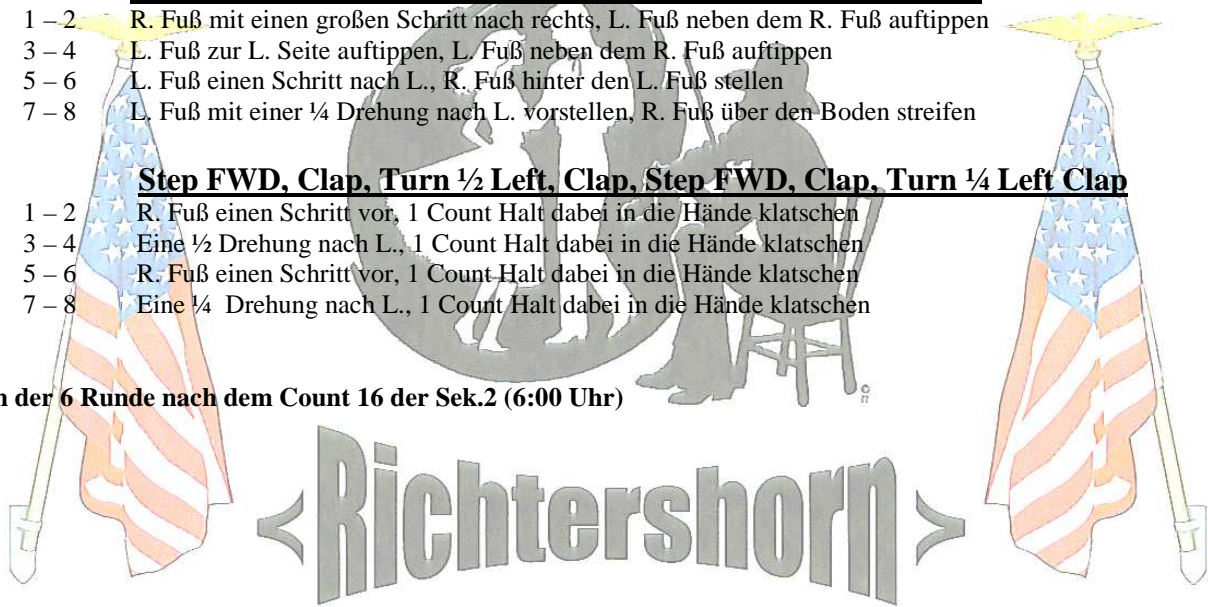 1 – 2 R. Fuß mit einen großen Schritt nach rechts, L. Fuß neben dem R. Fuß auftippen
3 – 4 L. Fuß zur L. Seite auftippen, L. Fuß neben dem R. Fuß auftippen
5 – 6 L. Fuß einen Schritt nach L., R. Fuß hinter den L. Fuß stellen
7 – 8 L. Fuß mit einer ¼ Drehung nach L. vorstellen, R. Fuß über den Boden streifen
Step FWD, Clap, Turn ½ Left, Clap, Step FWD, Clap, Turn ¼ Left Clap
1 – 2 R. Fuß einen Schritt vor, 1 Count Halt dabei in die Hände klatschen
3 – 4 Eine ½ Drehung nach L., 1 Count Halt dabei in die Hände klatschen
5 – 6 R. Fuß einen Schritt vor, 1 Count Halt dabei in die Hände klatschen
7 – 8 Eine ¼ Drehung nach L., 1 Count Halt dabei in die Hände klatschen
der 6 Runde nach dem Count 16 der Sek.2 (6:00 Uhr)
<Richtershorn>